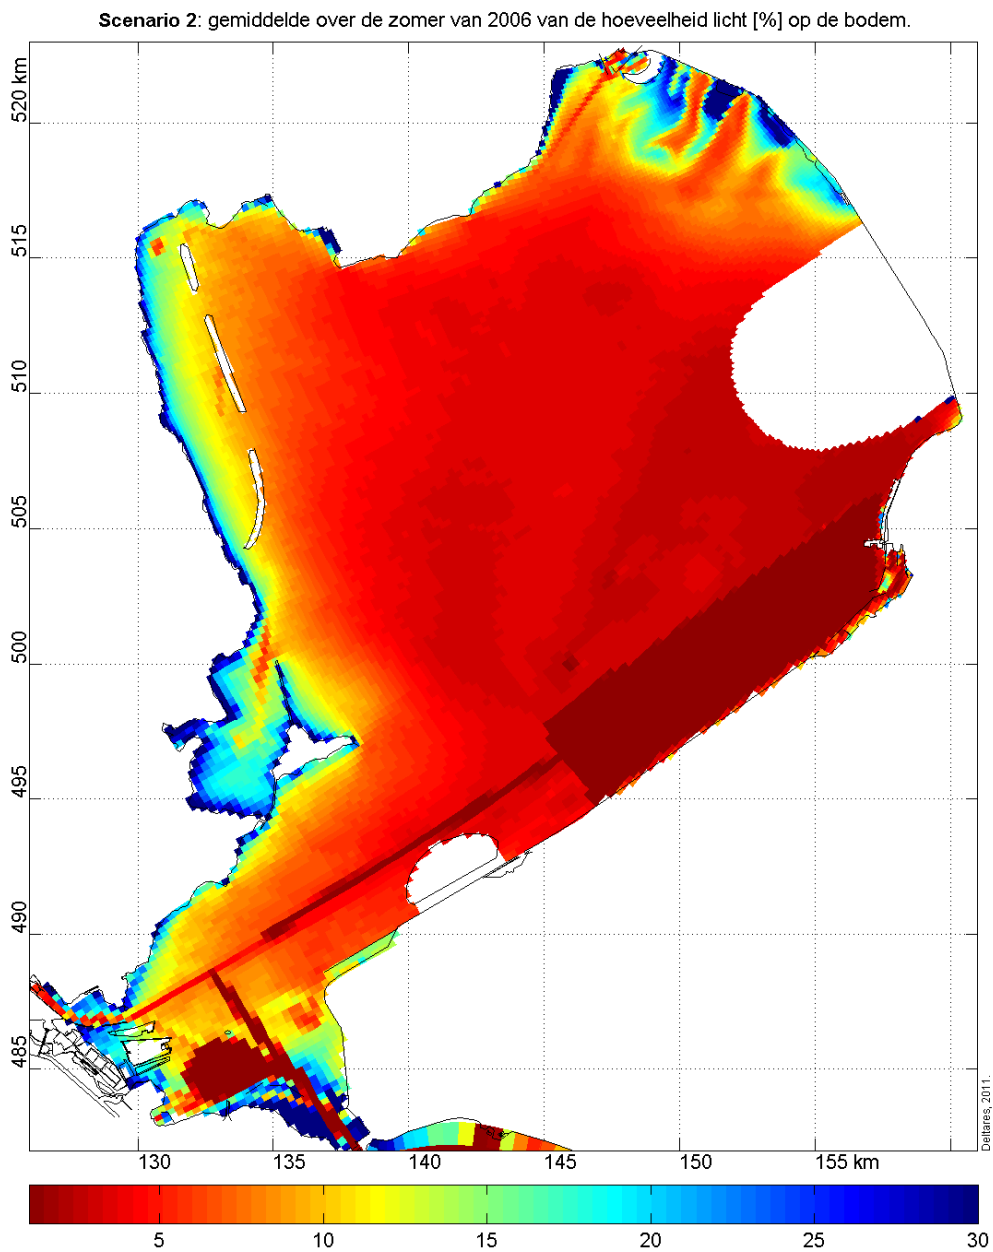 Scenario 2: gemiddelde over de zomer van 2006 van de hoeveelheid licht [%] op de bodem.
520 km
515
510
505
500
495
490
485
130 135 140 145 150 155 km
Deltares, 2011.
5 10 15 20 25 30